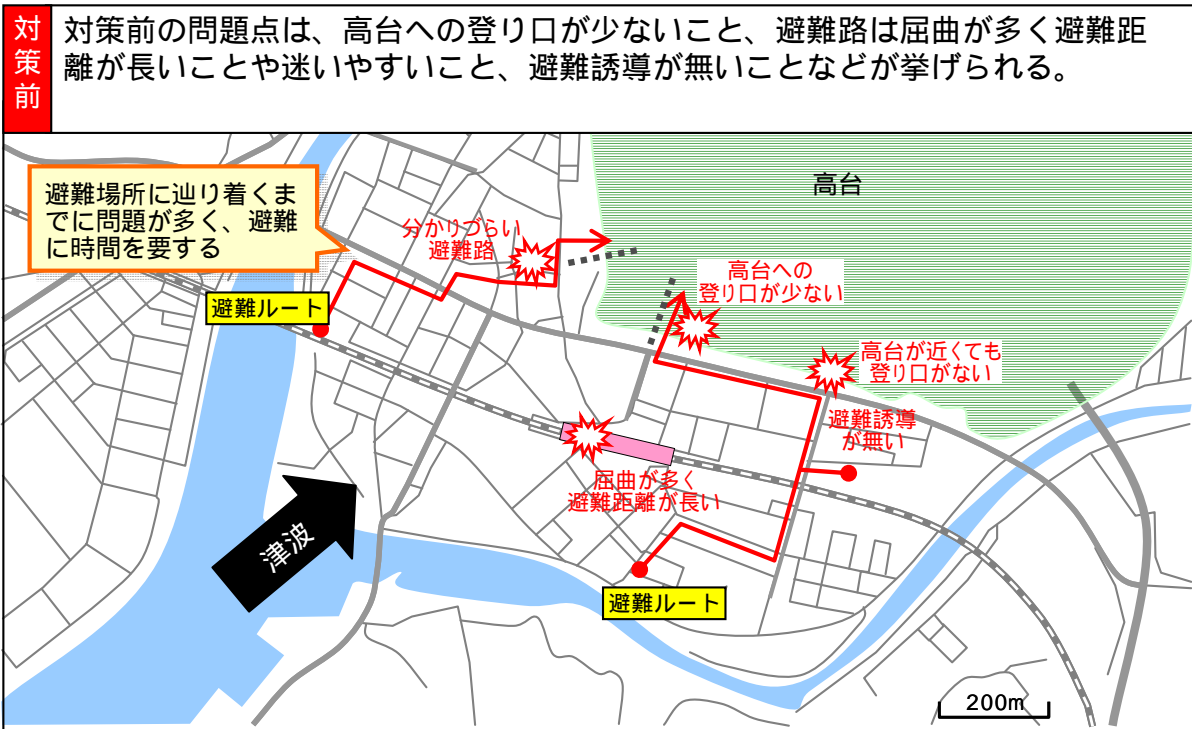 対策前
対策前の問題点は、高台への登り口が少ないこと、避難路は屈曲が多く避難距
離が長いことや迷いやすいこと、避難誘導が無いことなどが挙げられる。
避難場所に辿り着くま
でに問題が多く、避難
に時間を要する
高台
分かりづらい
避難路
高台への
登り口が少ない
避難ルート
高台が近くても
登り口がない
避難誘導
が無い
屈曲が多く
避難距離が長い
津波
避難ルート
200m